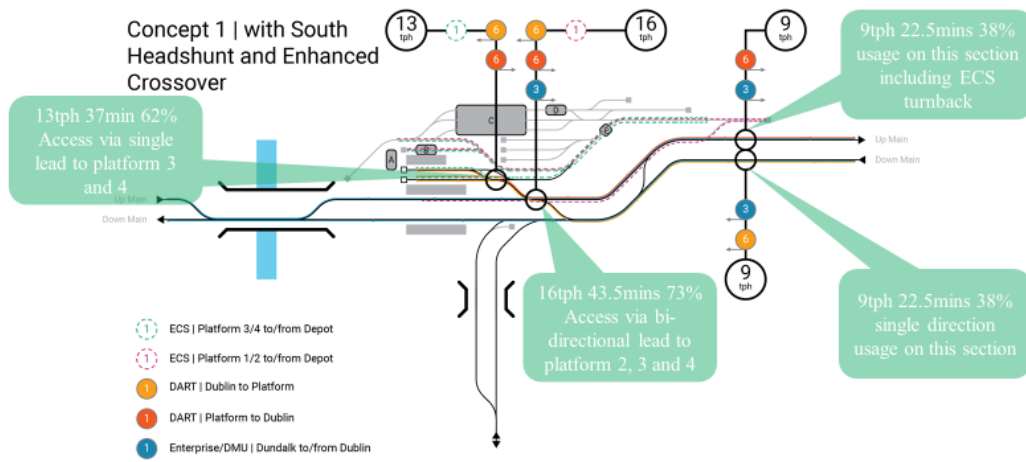 Concept 1 | with South
Headshunt and Enhanced
Crossover
13
tph
1
6
6
6
6
3
1
16
tph
9
tph
6
3
9tph 22.5mins 38%
usage on this section
including ECS
turnback
13tph 37min 62%
Access via single
lead to platform 3
and 4
A
B
C
D
Up Main
Down Main
Up Main
Down Main
3
6
9
tph
16tph 43.5mins 73%
Access via bi-
directional lead to
platform 2, 3 and 4
9tph 22.5mins 38%
single direction
usage on this section
1 ECS | Platform 3/4 to/from Depot
1 ECS | Platform 1/2 to/from Depot
1 DART | Dublin to Platform
1 DART | Platform to Dublin
1 Enterprise/DMU | Dundalk to/from Dublin